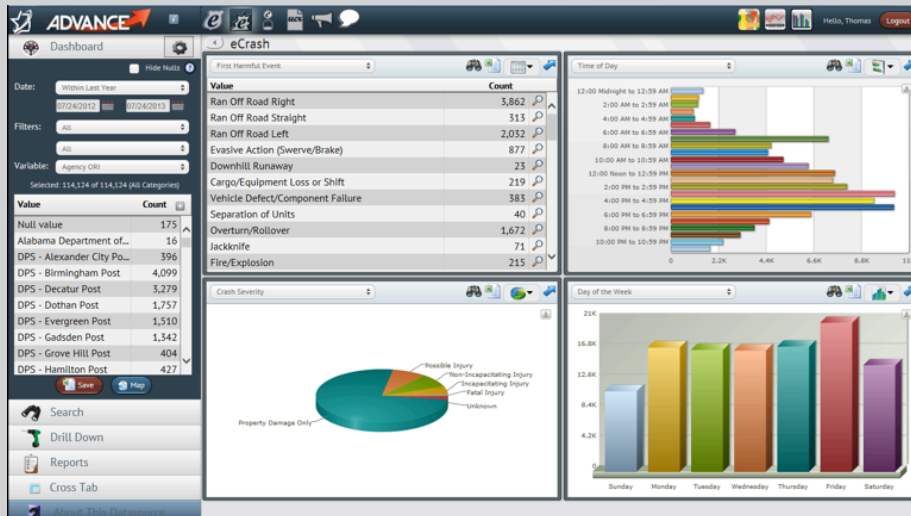 ADVANCE
i
UCR
Hello, Thomas
Logout
Dashboard
eCrash
Hide Nulls ?
Date: Within Last Year
07/24/2012 07/24/2013
Filters: All
All
Variable: Agency ORI
Selected: 114,124 of 114,124 (All Categories)
Value Count
Null value 175
Alabama Department of... 16
DPS - Alexander City Po... 396
DPS - Birmingham Post 4,099
DPS - Decatur Post 3,279
DPS - Dothan Post 1,757
DPS - Evergreen Post 1,510
DPS - Gadsden Post 1,342
DPS - Grove Hill Post 404
DPS - Hamilton Post 427
Save Map
Search
Drill Down
Reports
Cross Tab
About This Datasource
First Harmful Event
Value Count
Ran Off Road Right 3,862
Ran Off Road Straight 313
Ran Off Road Left 2,032
Evasive Action (Swerve/Brake) 877
Downhill Runaway 23
Cargo/Equipment Loss or Shift 219
Vehicle Defect/Component Failure 383
Separation of Units 40
Overturn/Rollover 1,672
Jackknife 71
Fire/Explosion 215
Time of Day
12:00 Midnight to 12:59 AM
2:00 AM to 2:59 AM
4:00 AM to 4:59 AM
6:00 AM to 6:59 AM
8:00 AM to 8:59 AM
10:00 AM to 10:59 AM
12:00 Noon to 12:59 PM
2:00 PM to 2:59 PM
4:00 PM to 4:59 PM
6:00 PM to 6:59 PM
8:00 PM to 8:59 PM
10:00 PM to 10:59 PM
0 2.2K 4.4K 6.6K 8.8K
Crash Severity
Possible Injury
Non-Incapacitating Injury
Incapacitating Injury
Fatal Injury
Unknown
Property Damage Only
Day of the Week
21K
16.8K
12.6K
8.4K
4.2K
0
Sunday Monday Tuesday Wednesday Thursday Friday Saturday